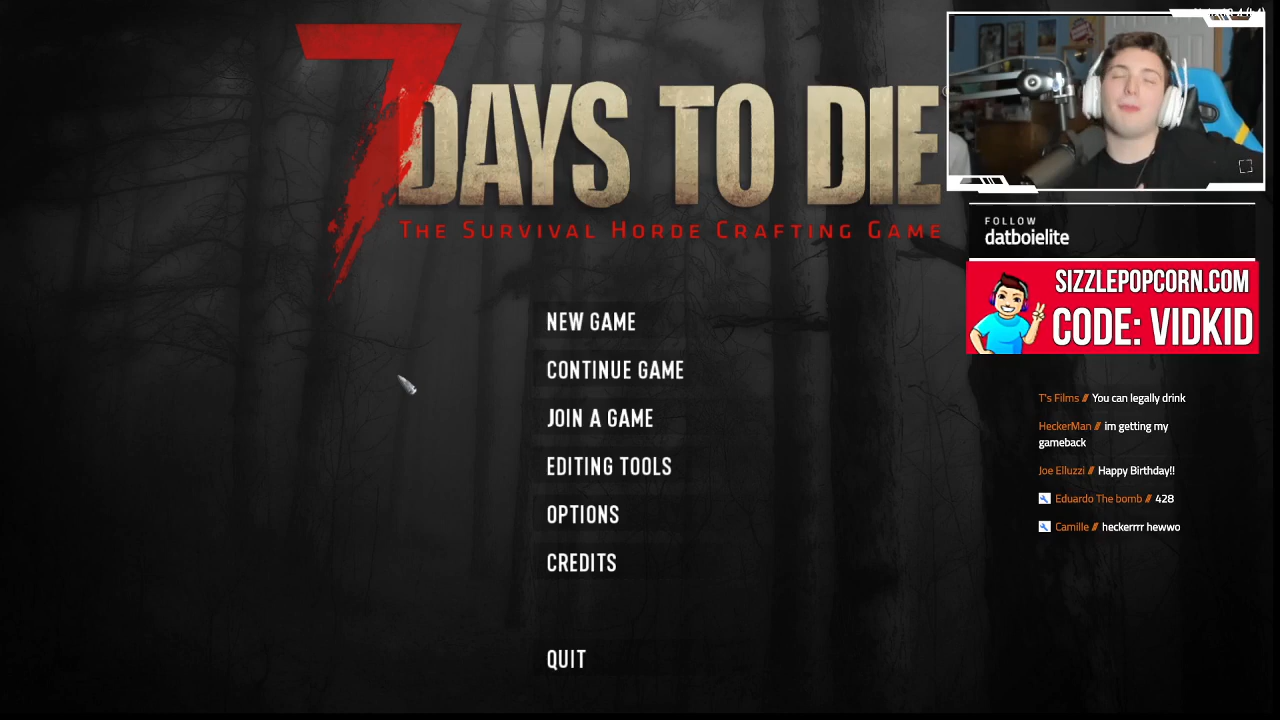 7 DAYS TO DIE
The Survival Horde Crafting Game
NEW GAME
CONTINUE GAME
JOIN A GAME
EDITING TOOLS
OPTIONS
CREDITS
QUIT
FOLLOW
datboielite
SIZZLEPOPCORN.COM
CODE: VIDKID
T's Films // You can legally drink
HeckerMan // im getting my
gameback
Joe Elluzzi // Happy Birthday!!
Eduardo The bomb // 428
Camille // heckerrrr hewwo